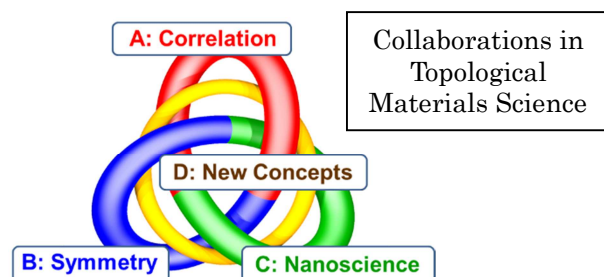 A: Correlation
Collaborations in
Topological
Materials Science
D: New Concepts
B: Symmetry
C: Nanoscience